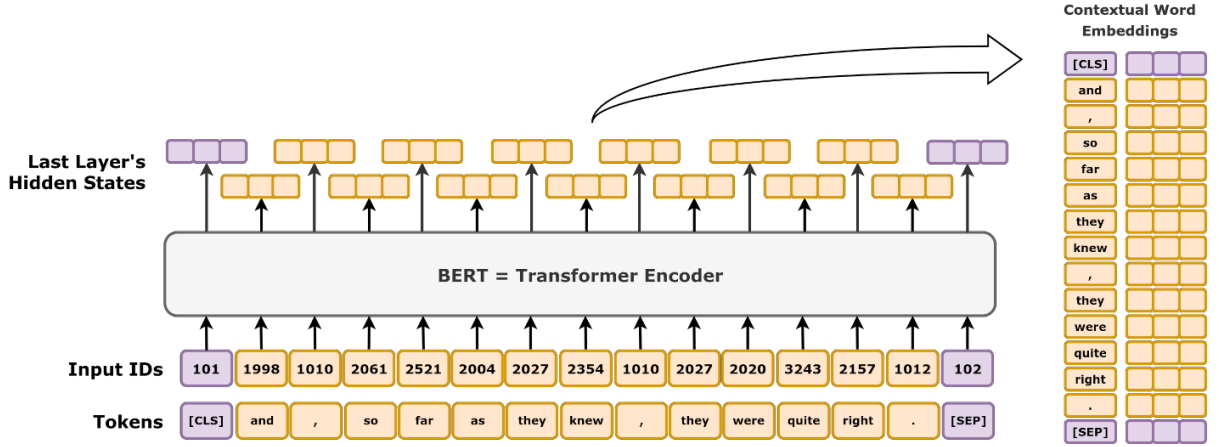 Contextual Word
Embeddings
[CLS]
and
,
so
far
as
they
knew
,
they
were
quite
right
.
[SEP]
Last Layer's
Hidden States
BERT = Transformer Encoder
Input IDs 101 1998 1010 2061 2521 2004 2027 2354 1010 2027 2020 3243 2157 1012 102
Tokens [CLS] and , so far as they knew , they were quite right . [SEP]